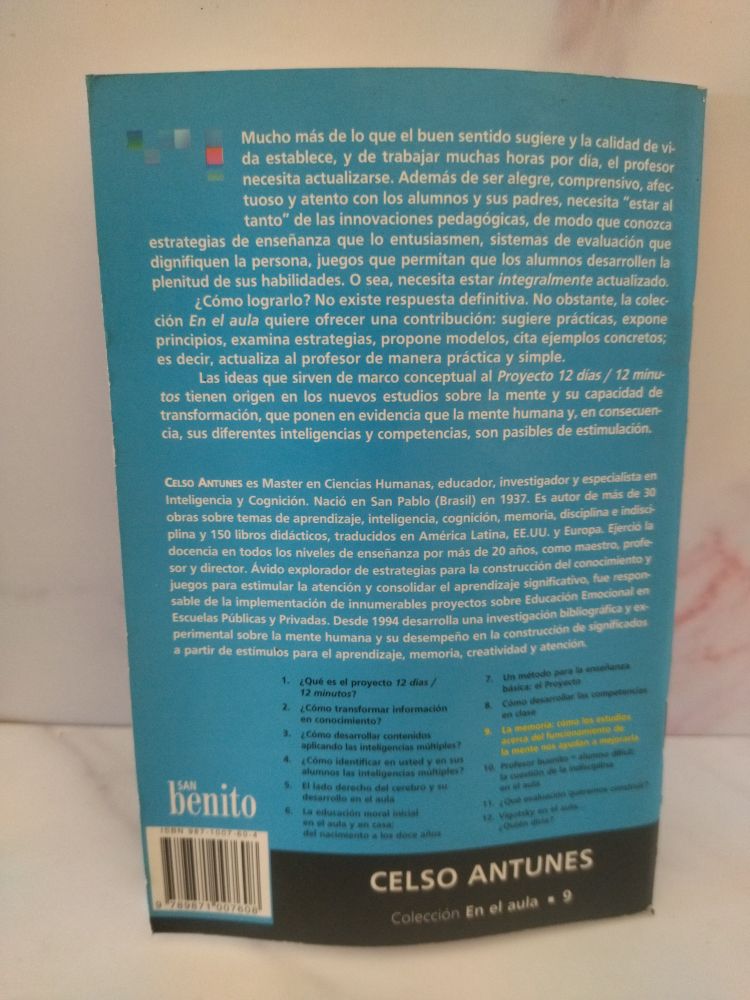 Mucho más de lo que el buen sentido sugiere y la calidad de vi-
da establece, y de trabajar muchas horas por día, el profesor
necesita actualizarse. Además de ser alegre, comprensivo, afec-
tuoso y atento con los alumnos y sus padres, necesita “estar al
tanto” de las innovaciones pedagógicas, de modo que conozca
estrategias de enseñanza que lo entusiasmen, sistemas de evaluación que
dignifiquen la persona, juegos que permitan que los alumnos desarrollen la
plenitud de sus habilidades. O sea, necesita estar integralmente actualizado.
¿Cómo lograrlo? No existe respuesta definitiva. No obstante, la colec-
ción En el aula quiere ofrecer una contribución: sugiere prácticas, expone
principios, examina estrategias, propone modelos, cita ejemplos concretos;
es decir, actualiza al profesor de manera práctica y simple.
Las ideas que sirven de marco conceptual al Proyecto 12 días / 12 minu-
tos tienen origen en los nuevos estudios sobre la mente y su capacidad de
transformación, que ponen en evidencia que la mente humana y, en consecuen-
cia, sus diferentes inteligencias y competencias, son pasibles de estimulación.
CELSO ANTUNES es Master en Ciencias Humanas, educador, investigador y especialista en
Inteligencia y Cognición. Nació en San Pablo (Brasil) en 1937. Es autor de más de 30
obras sobre temas de aprendizaje, inteligencia, cognición, memoria, disciplina e indisci-
plina y 150 libros didácticos, traducidos en América Latina, EE.UU. y Europa. Ejerció la
docencia en todos los niveles de enseñanza por más de 20 años, como maestro, profe-
sor y director. Ávido explorador de estrategias para la construcción del conocimiento y
juegos para estimular la atención y consolidar el aprendizaje significativo, fue respon-
sable de la implementación de innumerables proyectos sobre Educación Emocional en
Escuelas Públicas y Privadas. Desde 1994 desarrolla una investigación bibliográfica y ex-
perimental sobre la mente humana y su desempeño en la construcción de significados
a partir de estímulos para el aprendizaje, memoria, creatividad y atención.
1. ¿Qué es el proyecto 12 días /
12 minutos?
2. ¿Cómo transformar información
en conocimiento?
3. ¿Cómo desarrollar contenidos
aplicando las inteligencias múltiples?
4. ¿Cómo identificar en usted y en sus
alumnos las inteligencias múltiples?
5. El lado derecho del cerebro y su
desarrollo en el aula
6. La educación moral inicial
en el aula y en casa:
del nacimiento a los doce años
7. Un método para la enseñanza
básica: el Proyecto
8. Cómo desarrollar las competencias
en clase
9. La memoria: cómo los estudios
acerca del funcionamiento de
la mente nos ayudan a mejorarla
10. Profesor buenito = alumno difícil:
la cuestión de la indisciplina
en el aula
11. ¿Qué evaluación queremos construir?
12. Vigotsky en el aula...
¿Quién diría?
SAN
benito
ISBN 987-1007-60-4
9 789871 007608
CELSO ANTUNES
Colección En el aula ▪ 9